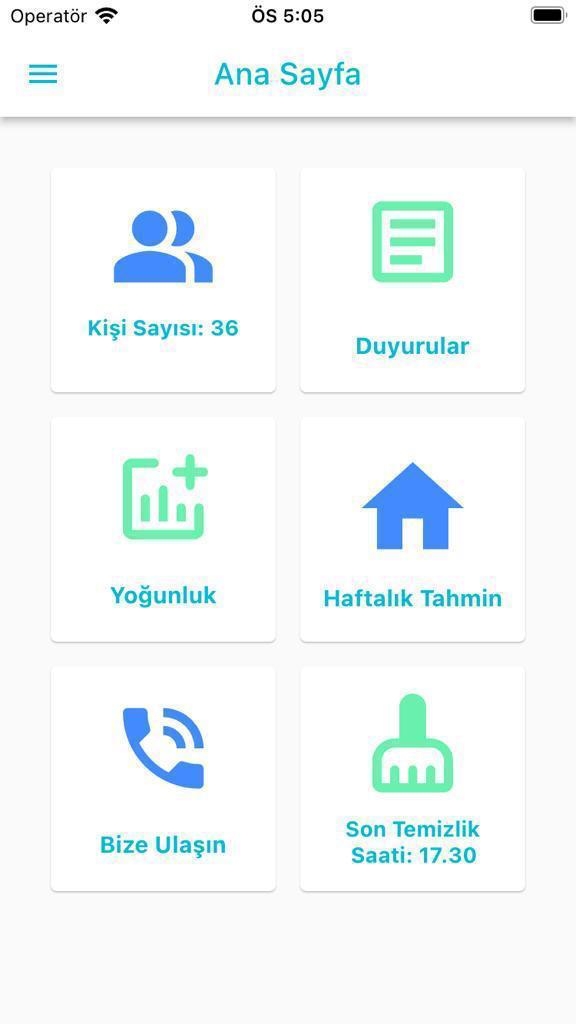 Operatör ÖS 5:05
Ana Sayfa
Kişi Sayısı: 36
Duyurular
Yoğunluk
Haftalık Tahmin
Bize Ulaşın
Son Temizlik
Saati: 17.30